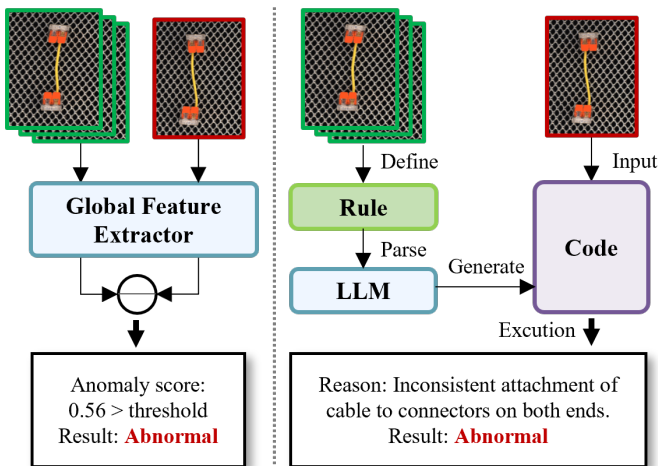 Global Feature
Extractor
Anomaly score:
0.56 > threshold
Result: Abnormal
Define
Rule
Parse
LLM
Generate
Input
Code
Excution
Reason: Inconsistent attachment of
cable to connectors on both ends.
Result: Abnormal